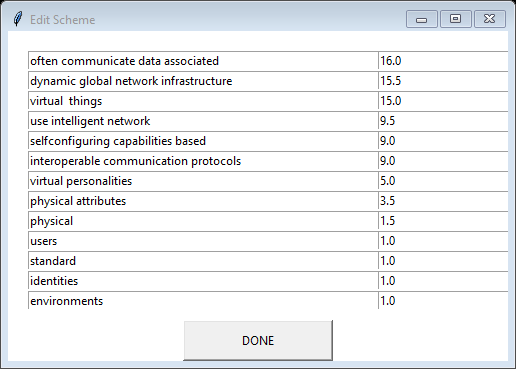 Edit Scheme
often communicate data associated 16.0
dynamic global network infrastructure 15.5
virtual  things 15.0
use intelligent network 9.5
selfconfiguring capabilities based 9.0
interoperable communication protocols 9.0
virtual personalities 5.0
physical attributes 3.5
physical 1.5
users 1.0
standard 1.0
identities 1.0
environments 1.0
DONE